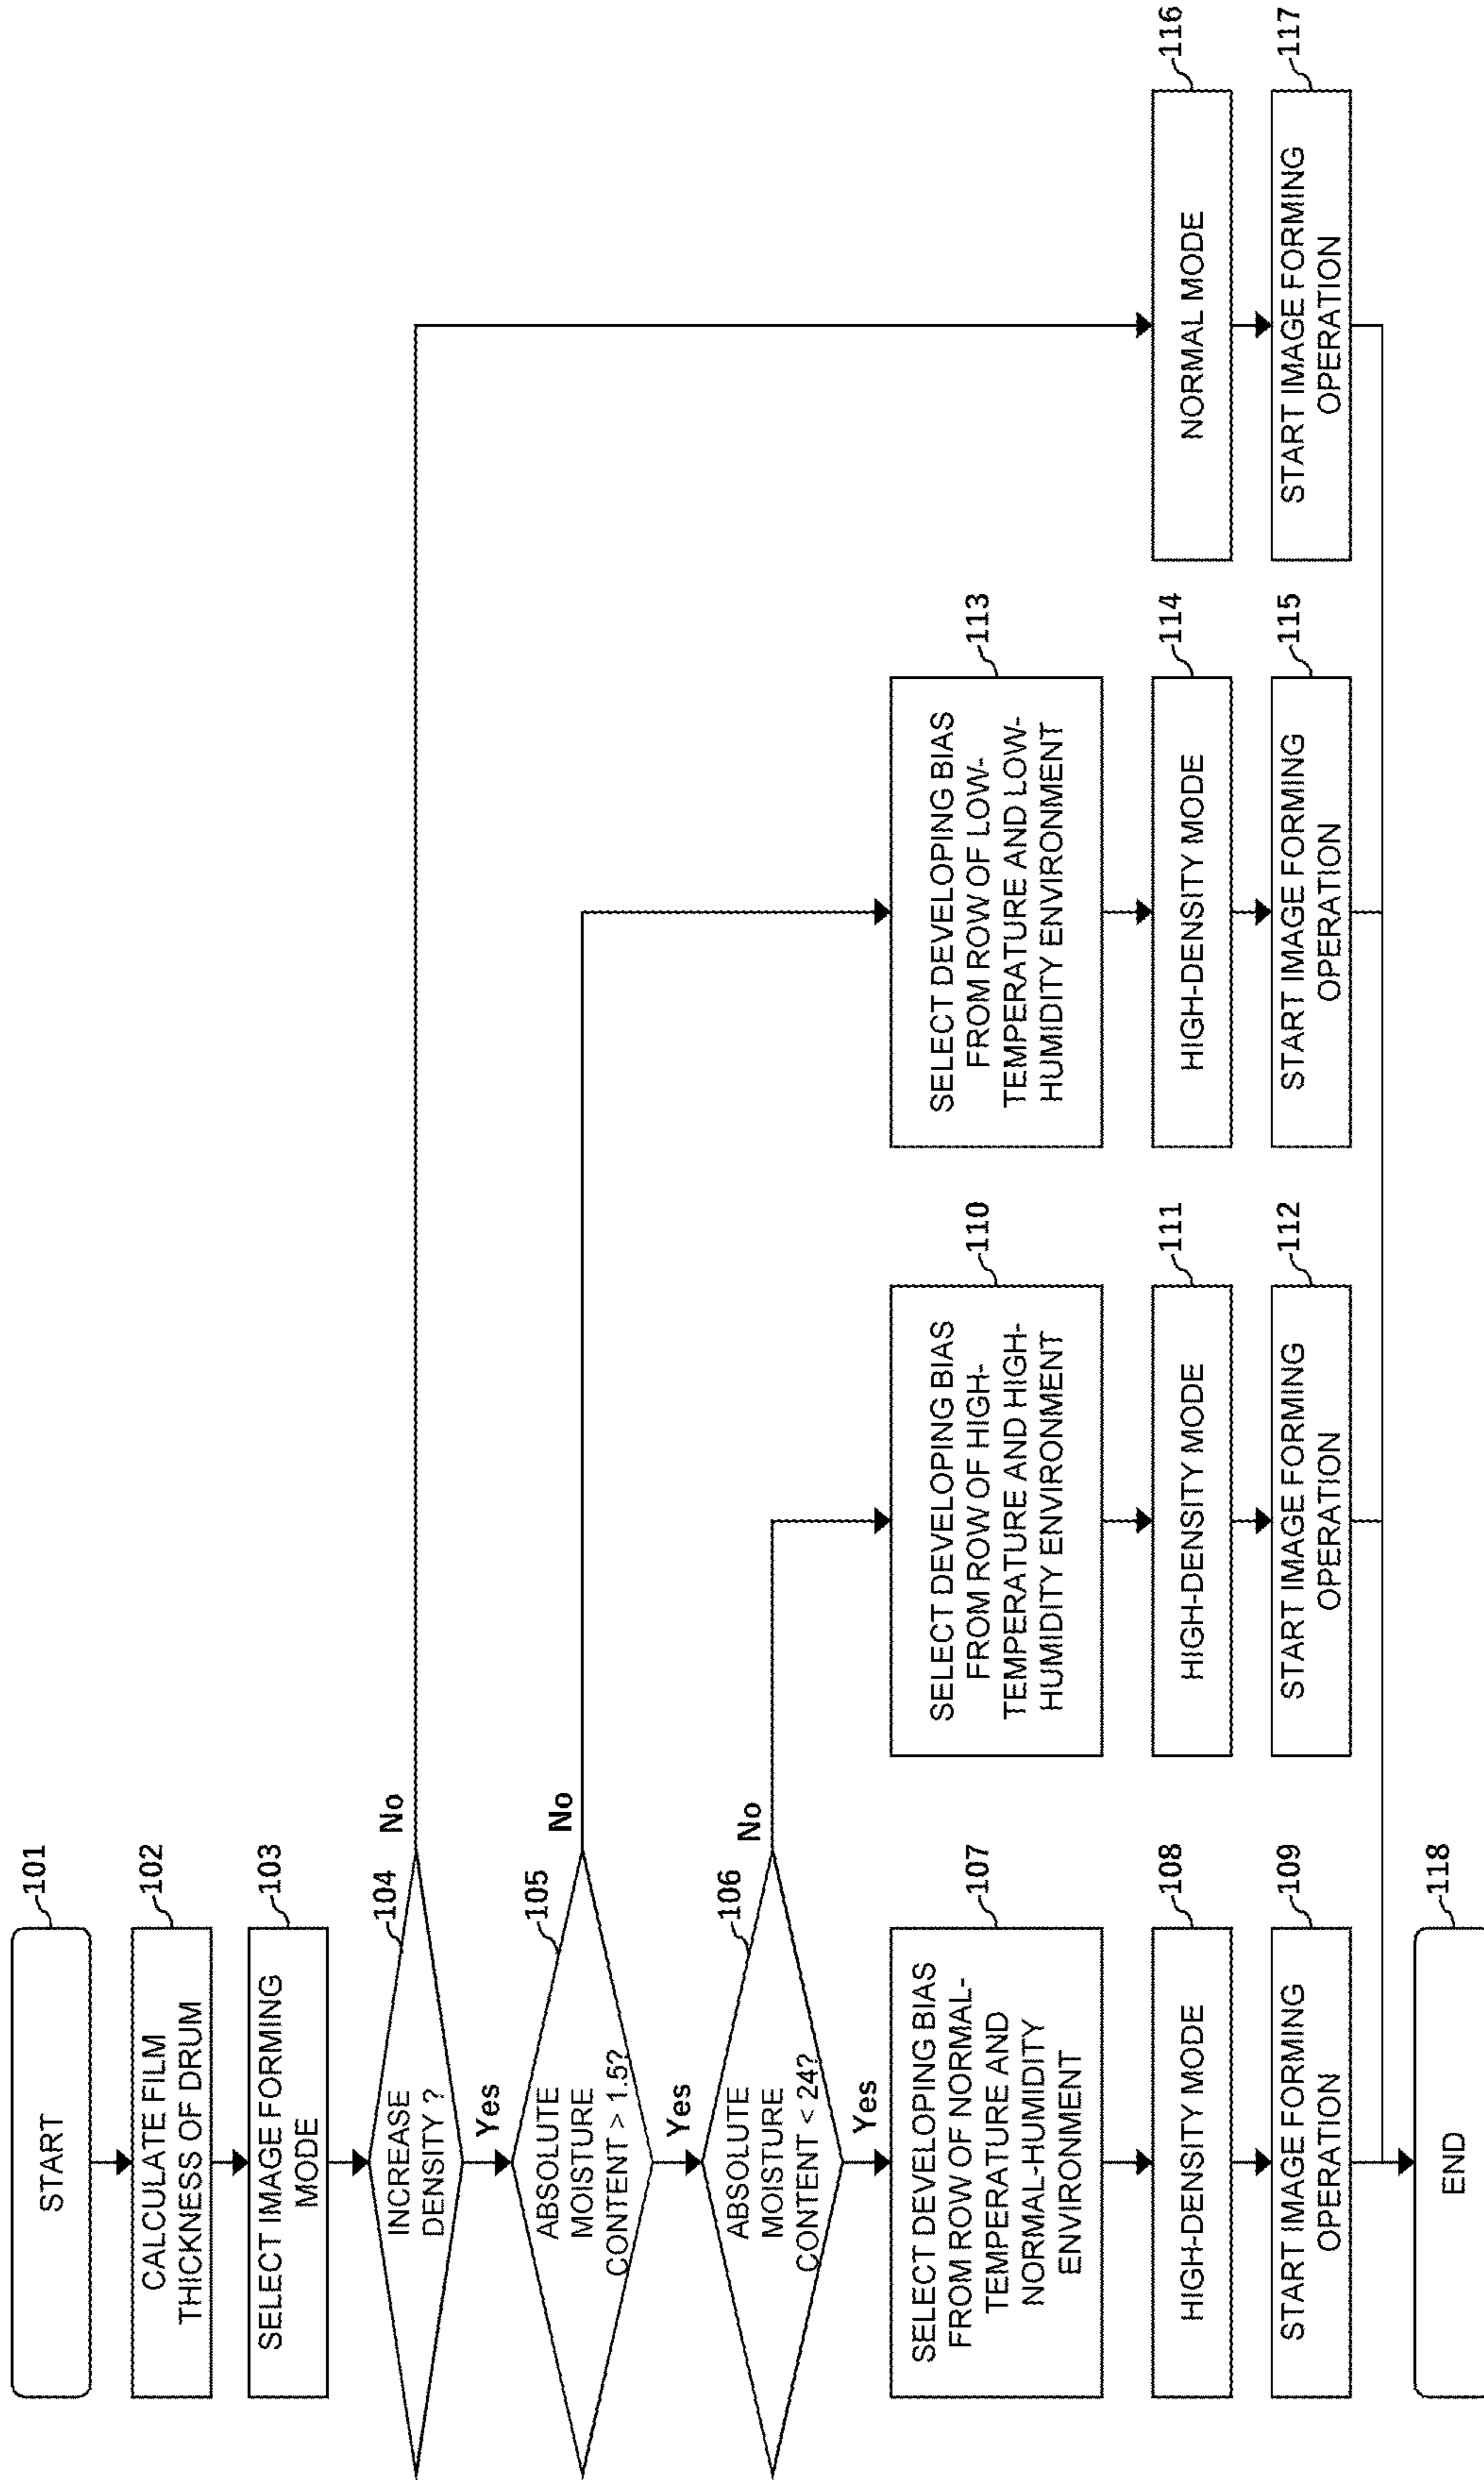 START
101
CALCULATE FILM
THICKNESS OF DRUM
102
SELECT IMAGE FORMING
MODE
103
INCREASE
DENSITY ?
104
No
Yes
ABSOLUTE
MOISTURE
CONTENT > 1.5?
105
No
Yes
ABSOLUTE
MOISTURE
CONTENT < 24?
106
No
Yes
SELECT DEVELOPING BIAS
FROM ROW OF NORMAL-
TEMPERATURE AND
NORMAL-HUMIDITY
ENVIRONMENT
107
HIGH-DENSITY MODE
108
START IMAGE FORMING
OPERATION
109
SELECT DEVELOPING BIAS
FROM ROW OF HIGH-
TEMPERATURE AND HIGH-
HUMIDITY ENVIRONMENT
110
HIGH-DENSITY MODE
111
START IMAGE FORMING
OPERATION
112
SELECT DEVELOPING BIAS
FROM ROW OF LOW-
TEMPERATURE AND LOW-
HUMIDITY ENVIRONMENT
113
HIGH-DENSITY MODE
114
START IMAGE FORMING
OPERATION
115
NORMAL MODE
116
START IMAGE FORMING
OPERATION
117
END
118